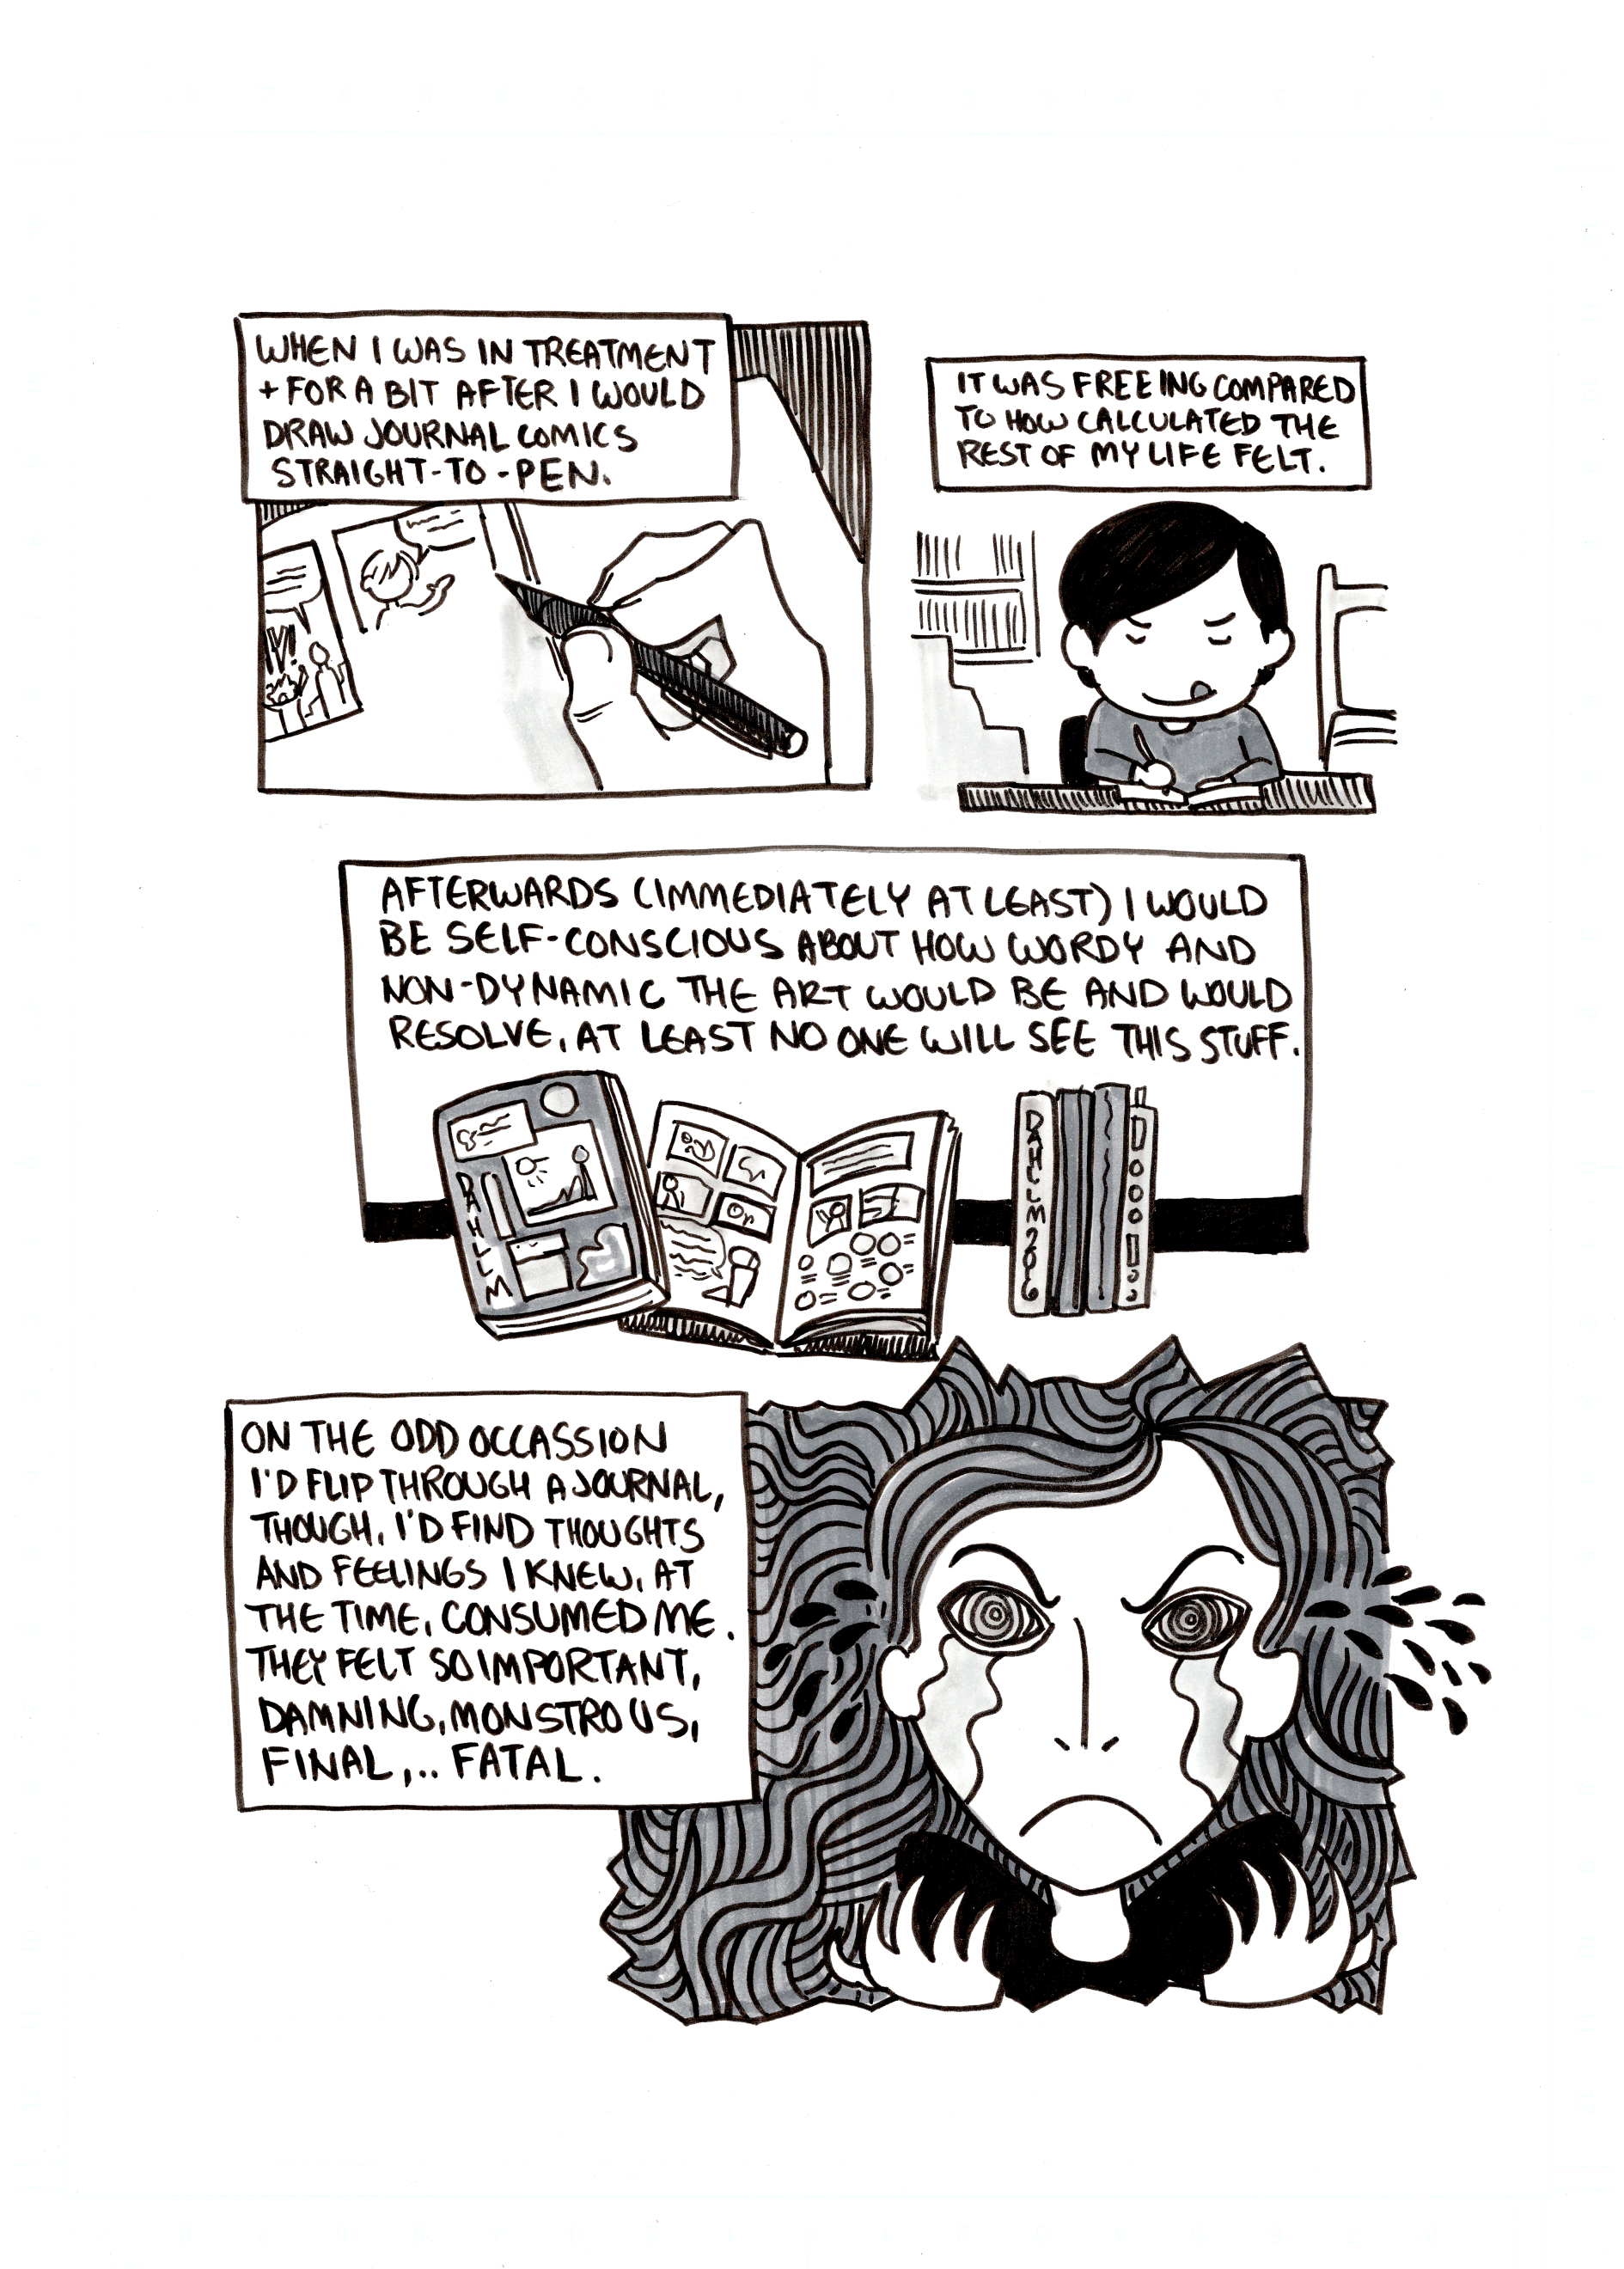 WHEN I WAS IN TREATMENT
+ FOR A BIT AFTER I WOULD
DRAW JOURNAL COMICS
STRAIGHT-TO-PEN.
IT WAS FREEING COMPARED
TO HOW CALCULATED THE
REST OF MY LIFE FELT.
AFTERWARDS (IMMEDIATELY AT LEAST) I WOULD
BE SELF-CONSCIOUS ABOUT HOW WORDY AND
NON-DYNAMIC THE ART WOULD BE AND WOULD
RESOLVE, AT LEAST NO ONE WILL SEE THIS STUFF.
DAHLLM
ON THE ODD OCCASSION
I'D FLIP THROUGH A JOURNAL,
THOUGH, I'D FIND THOUGHTS
AND FEELINGS I KNEW, AT
THE TIME, CONSUMED ME.
THEY FELT SO IMPORTANT,
DAMNING, MONSTROUS,
FINAL,... FATAL.